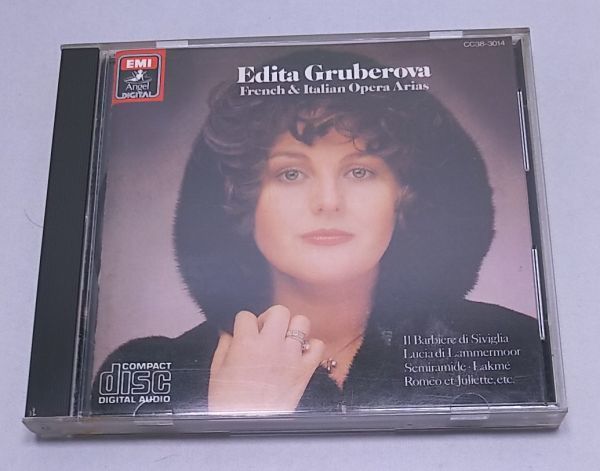 CC38-3014
EMI
Angel
DIGITAL
Edita Gruberova
French & Italian Opera Arias
Il Barbiere di Siviglia
Lucia di Lammermoor
Semiramide · Lakmé
Romeo et Juliette, etc.
COMPACT
disc
DIGITAL AUDIO